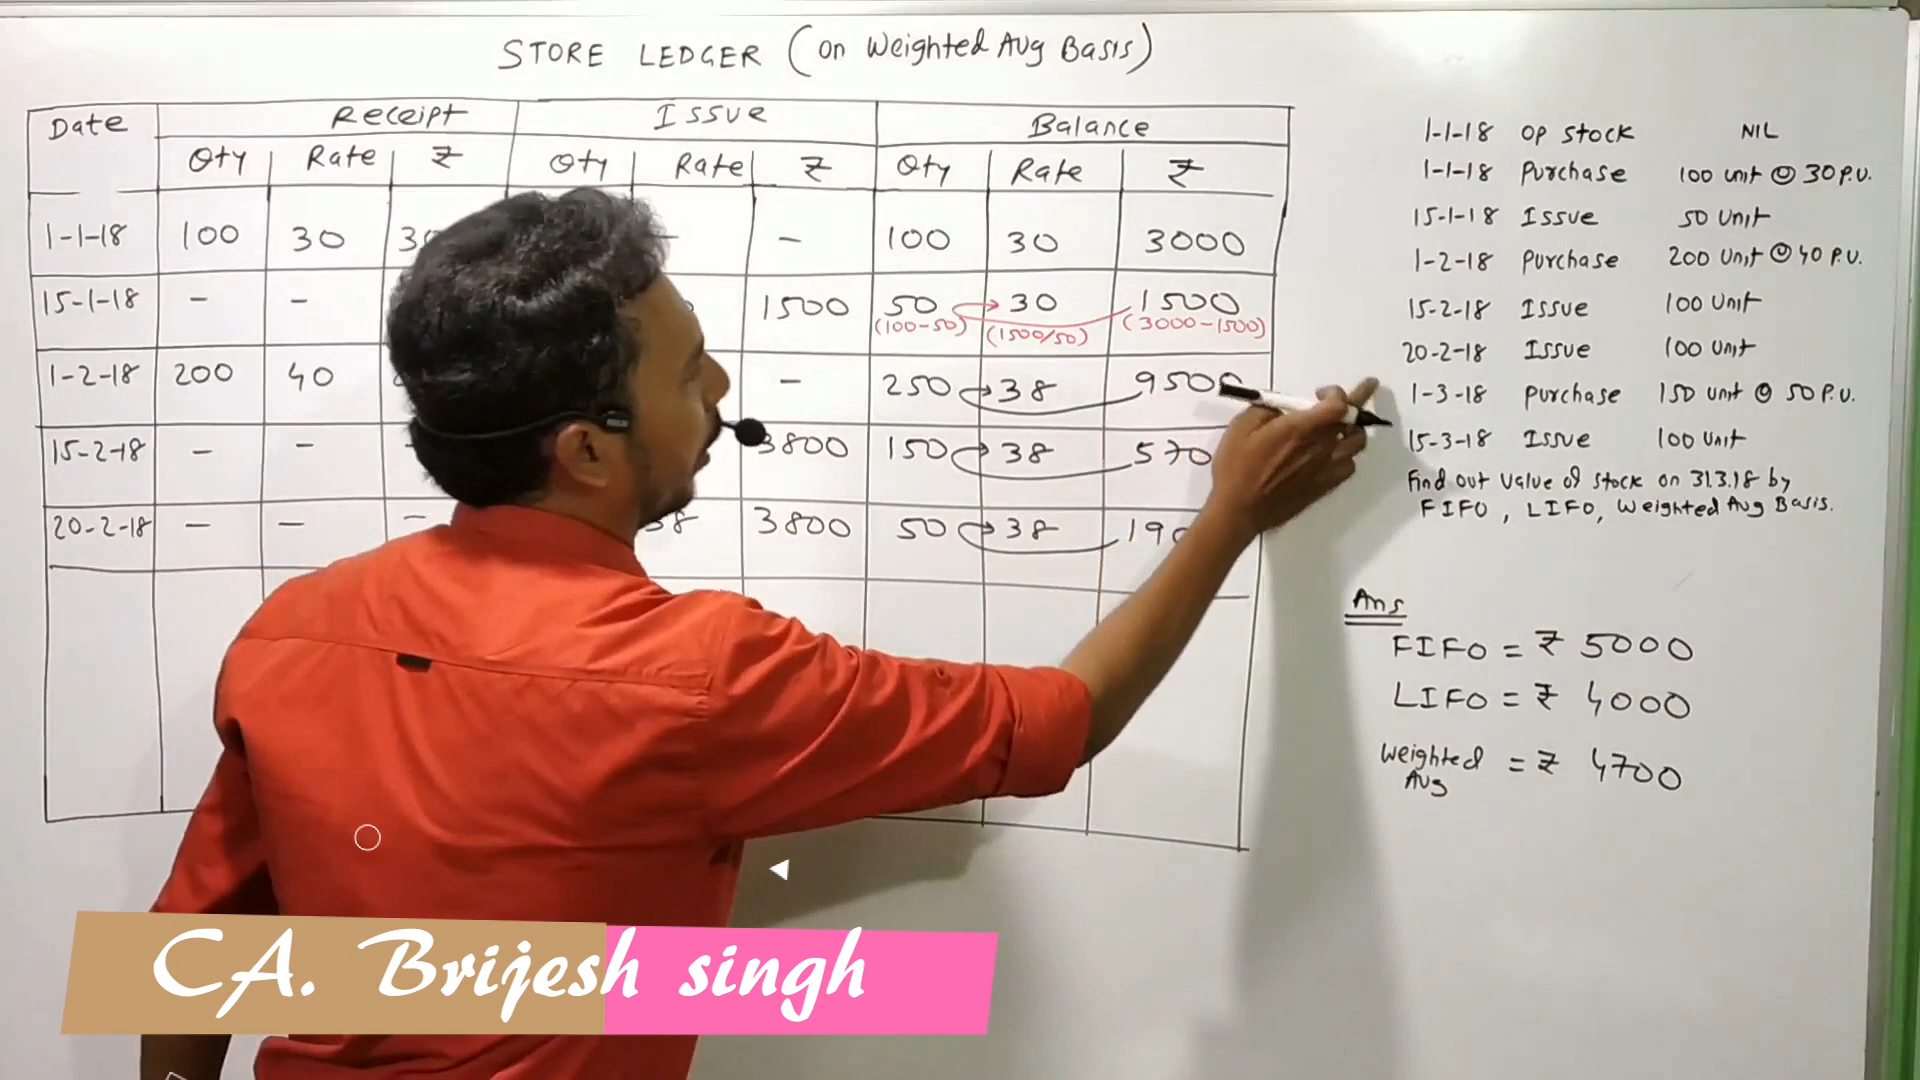 STORE LEDGER (on Weighted Avg Basis)
Date Receipt Issue Balance
Qty Rate ₹ Qty Rate ₹ Qty Rate ₹
1-1-18 100 30 - 100 30 3000
15-1-18 - - 1500 50 30 1500
(100-50) (1500/50) (3000-1500)
1-2-18 200 40 - 250 38 9500
15-2-18 - - 3800 150 38
20-2-18 - - - 38 3800 50 38
1-1-18 OP Stock NIL
1-1-18 Purchase 100 unit @ 30 P.U.
15-1-18 Issue 50 Unit
1-2-18 Purchase 200 Unit @ 40 P.U.
15-2-18 Issue 100 Unit
20-2-18 Issue 100 Unit
1-3-18 Purchase 150 unit @ 50 P.U.
15-3-18 Issue 100 Unit
Find out Value of stock on 31.3.18 by
FIFO, LIFO, Weighted Avg Basis.
Ans
FIFO = ₹ 5000
LIFO = ₹ 4000
Weighted Avg = ₹ 4700
CA. Brijesh singh